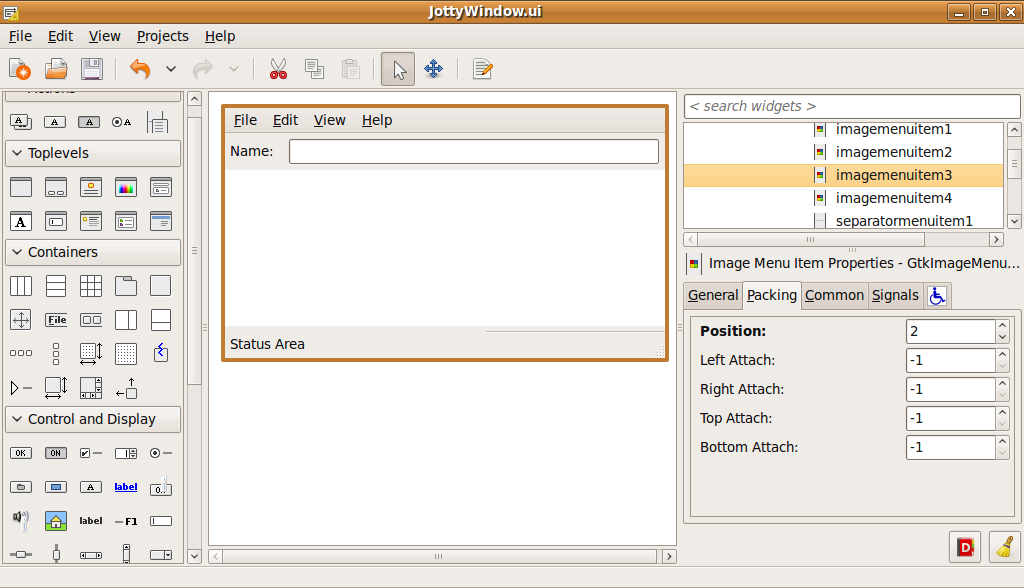 JottyWindow.ui
File Edit View Projects Help
Toplevels
A
Containers
File
Control and Display
OK ON
A label
label F1
File Edit View Help
Name:
Status Area
< search widgets >
imagemenuitem1
imagemenuitem2
imagemenuitem3
imagemenuitem4
separatormenuitem1
Image Menu Item Properties - GtkImageMenu...
General Packing Common Signals
Position: 2
Left Attach: -1
Right Attach: -1
Top Attach: -1
Bottom Attach: -1
D